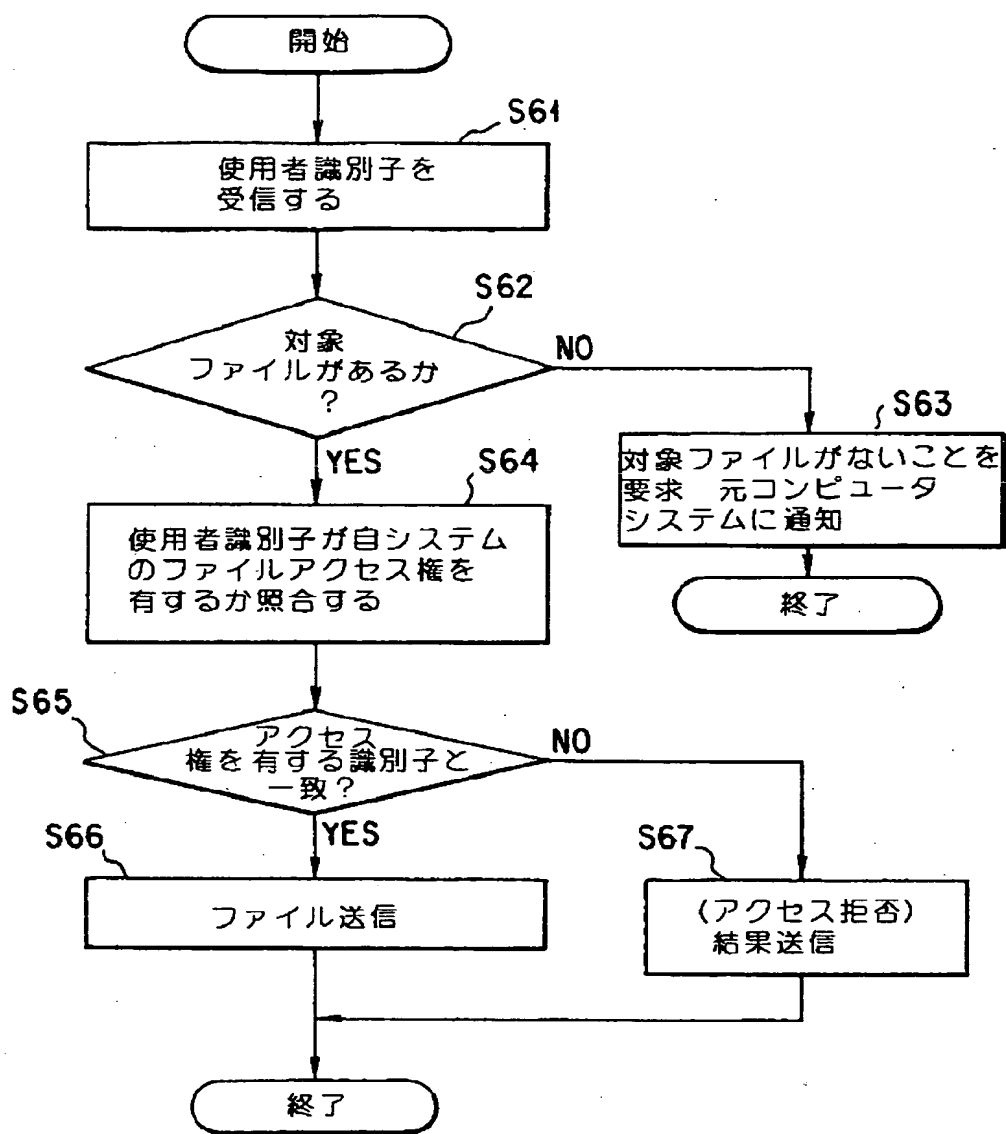 開始
S61
使用者識別子を
受信する
S62
対象
ファイルがあるか
?
NO
YES
S63
対象ファイルがないことを
要求 元コンピュータ
システムに通知
終了
S64
使用者識別子が自システム
のファイルアクセス権を
有するか照合する
S65
アクセス
権を有する識別子と
一致?
NO
YES
S66
ファイル送信
S67
(アクセス拒否)
結果送信
終了